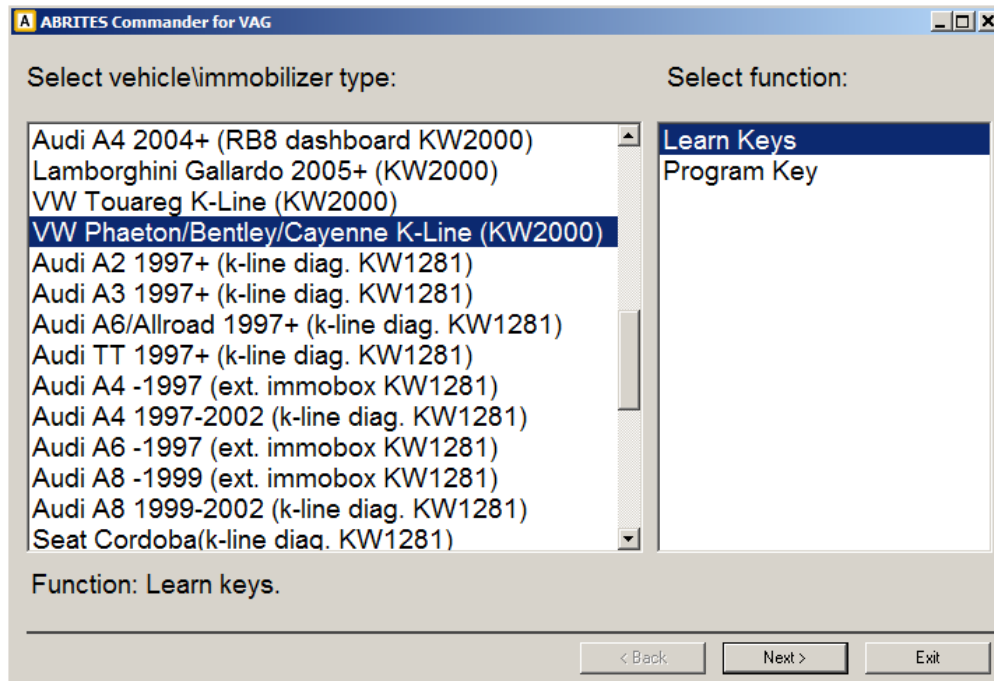 A ABRITES Commander for VAG
Select vehicle\immobilizer type:
Select function:
Audi A4 2004+ (RB8 dashboard KW2000)
Lamborghini Gallardo 2005+ (KW2000)
VW Touareg K-Line (KW2000)
VW Phaeton/Bentley/Cayenne K-Line (KW2000)
Audi A2 1997+ (k-line diag. KW1281)
Audi A3 1997+ (k-line diag. KW1281)
Audi A6/Allroad 1997+ (k-line diag. KW1281)
Audi TT 1997+ (k-line diag. KW1281)
Audi A4 -1997 (ext. immobox KW1281)
Audi A4 1997-2002 (k-line diag. KW1281)
Audi A6 -1997 (ext. immobox KW1281)
Audi A8 -1999 (ext. immobox KW1281)
Audi A8 1999-2002 (k-line diag. KW1281)
Seat Cordoba(k-line diag. KW1281)
Learn Keys
Program Key
Function: Learn keys.
< Back
Next >
Exit